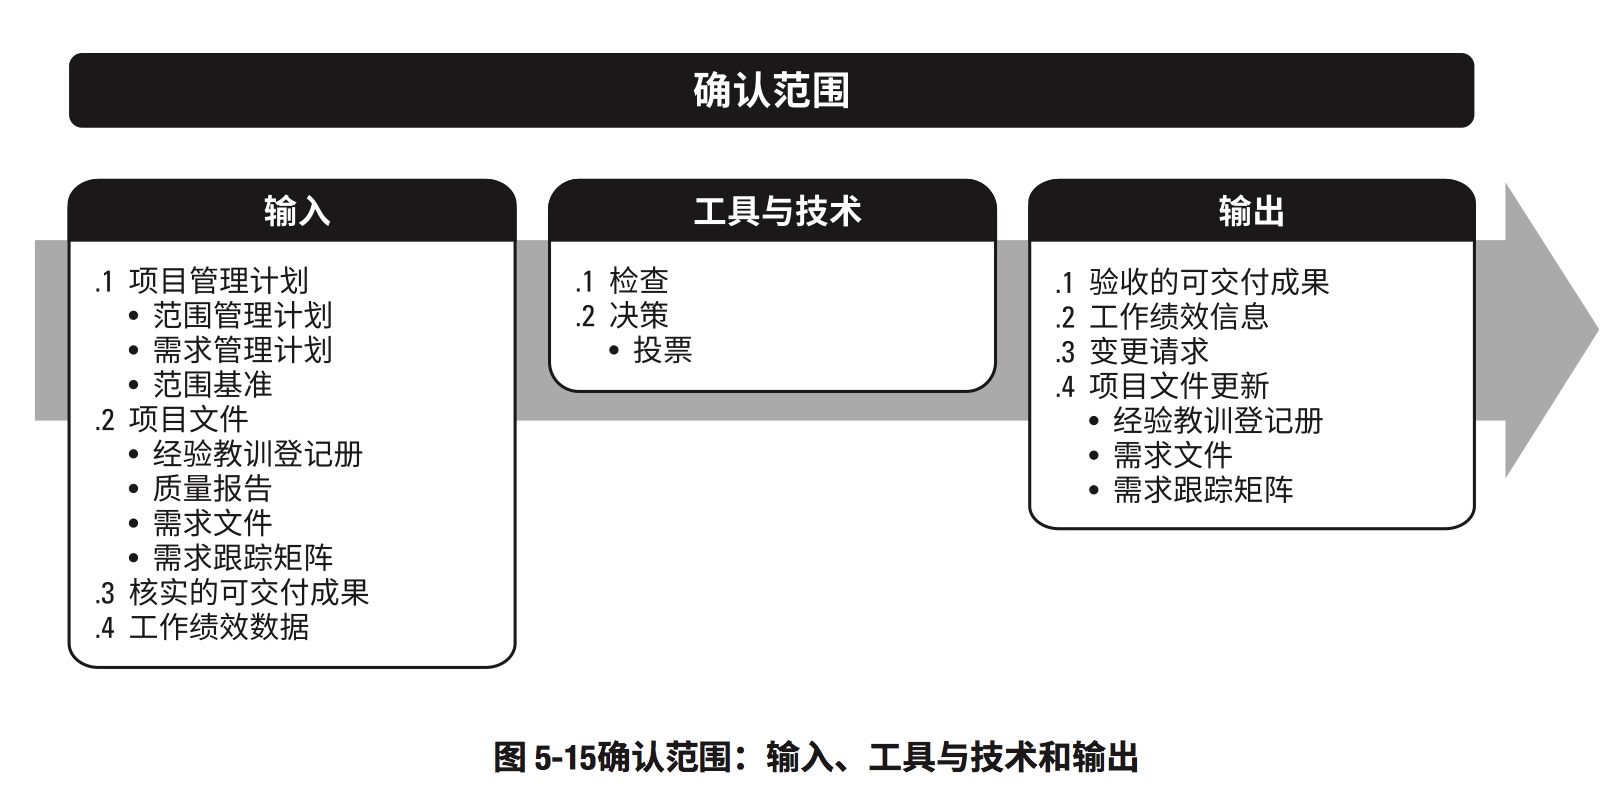 确认范围
输入
.1 项目管理计划
• 范围管理计划
• 需求管理计划
• 范围基准
.2 项目文件
• 经验教训登记册
• 质量报告
• 需求文件
• 需求跟踪矩阵
.3 核实的可交付成果
.4 工作绩效数据
工具与技术
.1 检查
.2 决策
• 投票
输出
.1 验收的可交付成果
.2 工作绩效信息
.3 变更请求
.4 项目文件更新
• 经验教训登记册
• 需求文件
• 需求跟踪矩阵
图 5-15确认范围：输入、工具与技术和输出